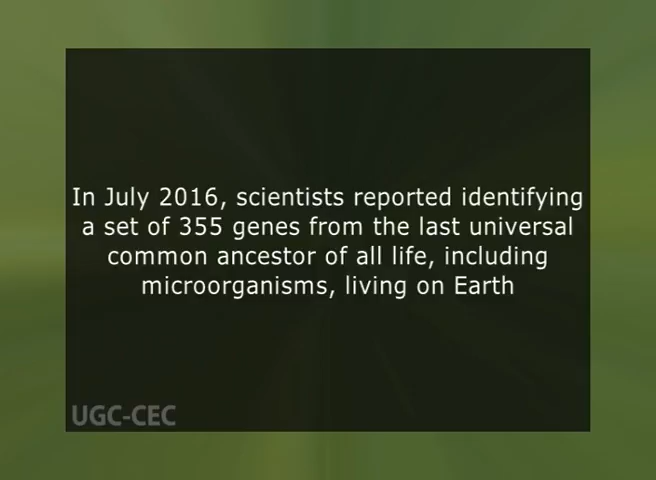 In July 2016, scientists reported identifying
a set of 355 genes from the last universal
common ancestor of all life, including
microorganisms, living on Earth
UGC-CEC